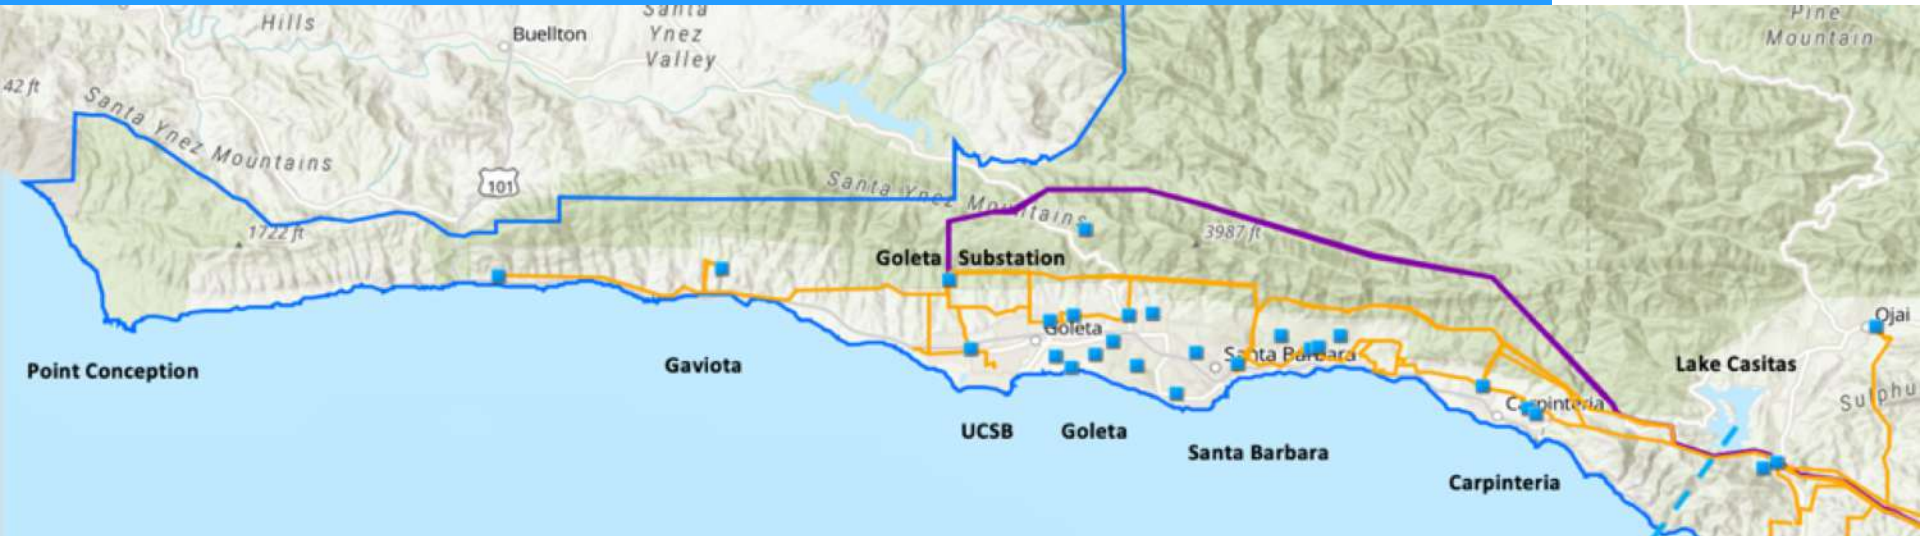 Hills
Buellton
Santa
Ynez
Valley
Pine
Mountain
42 ft
Santa Ynez Mountains
101
Santa Ynez Mountains
1722 ft
3987 ft
Goleta Substation
Ojai
Goleta
Santa Barbara
Lake Casitas
Point Conception
Gaviota
Sulphu
Carpinteria
UCSB
Goleta
Santa Barbara
Carpinteria